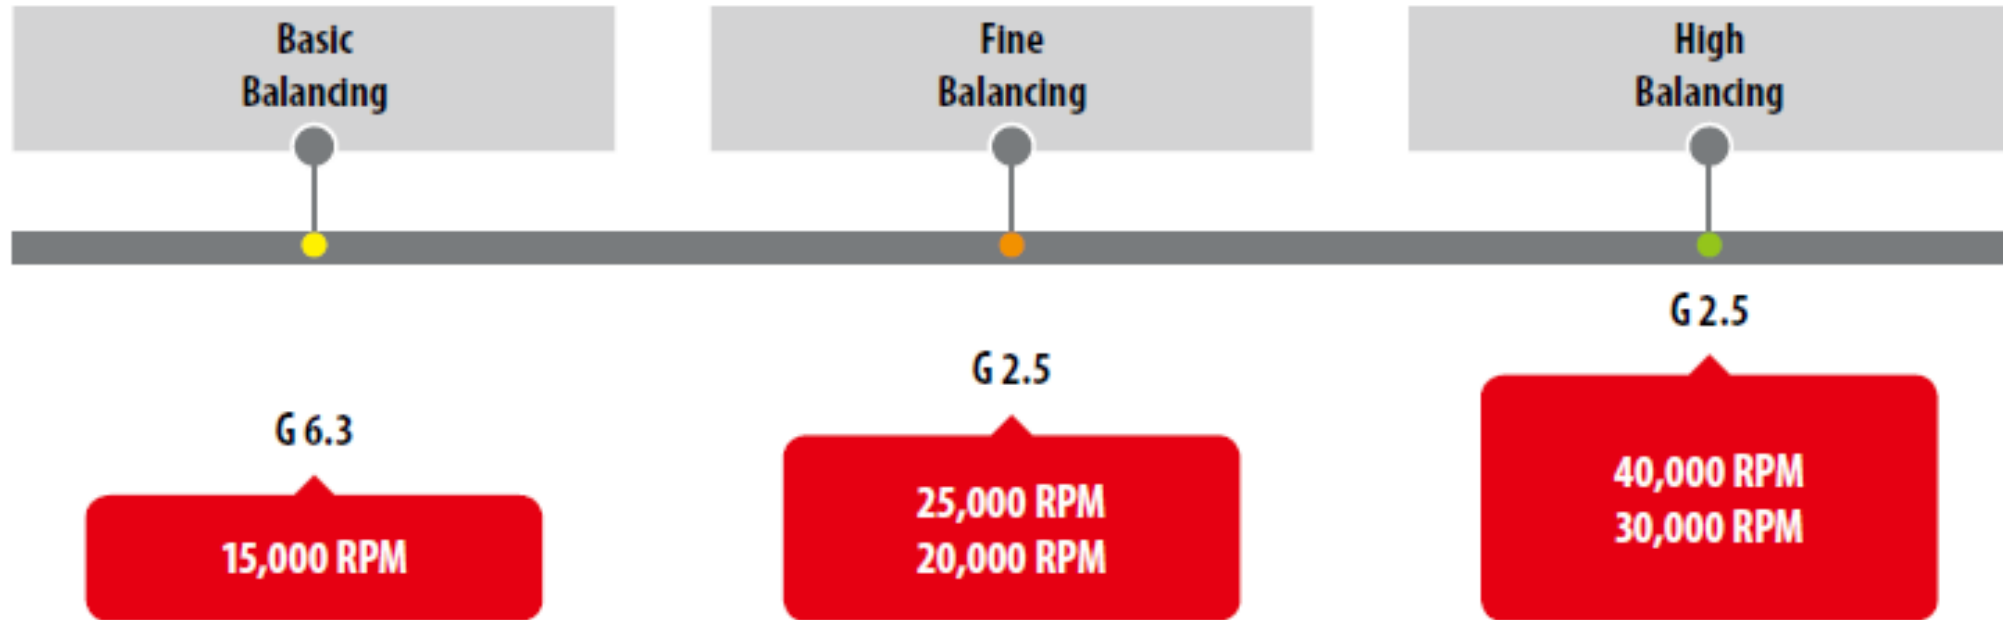 Basic
Balancing
Fine
Balancing
High
Balancing
G 6.3
15,000 RPM
G 2.5
25,000 RPM
20,000 RPM
G 2.5
40,000 RPM
30,000 RPM